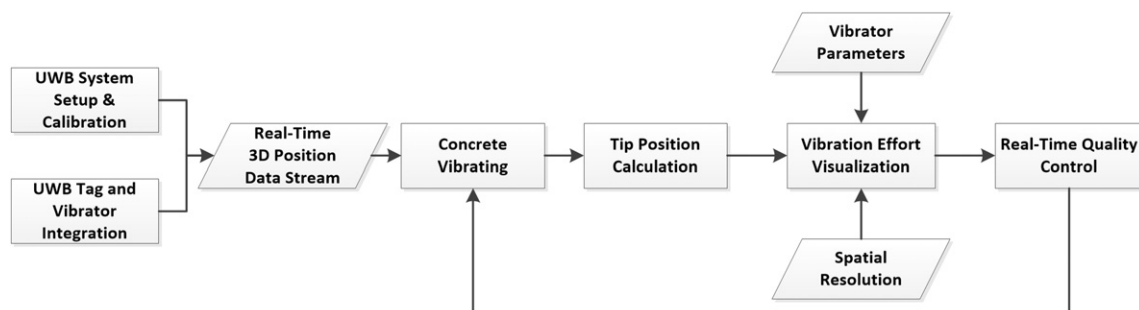 UWB System
Setup &
Calibration
UWB Tag and
Vibrator
Integration
Real-Time
3D Position
Data Stream
Concrete
Vibrating
Tip Position
Calculation
Vibrator
Parameters
Vibration Effort
Visualization
Spatial
Resolution
Real-Time Quality
Control